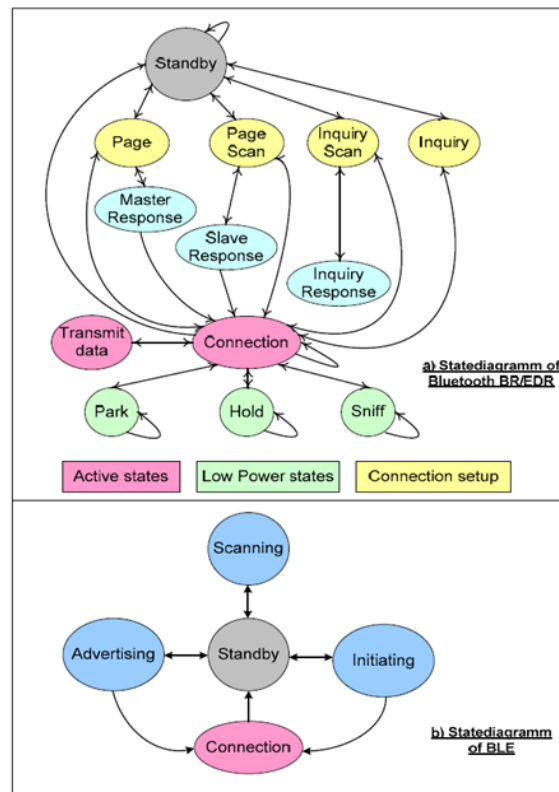 Standby
Page
Page
Scan
Inquiry
Scan
Inquiry
Master
Response
Slave
Response
Inquiry
Response
Transmit
data
Connection
a) Statediagramm of
Bluetooth BR/EDR
Park
Hold
Sniff
Active states
Low Power states
Connection setup
Scanning
Advertising
Standby
Initiating
Connection
b) Statediagramm
of BLE